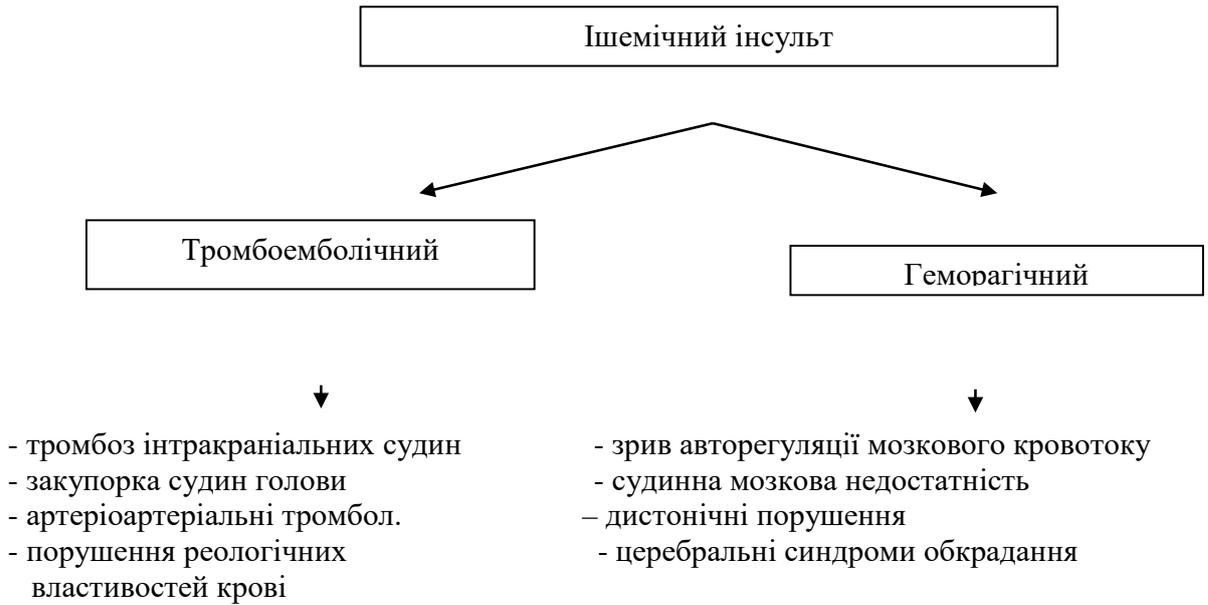 Ішемічний інсульт
Тромбоемболічний
Геморагічний
- тромбоз інтракраніальних судин
- закупорка судин голови
- артеріоартеріальні тромбол.
- порушення реологічних
властивостей крові
- зрив авторегуляції мозкового кровотоку
- судинна мозкова недостатність
– дистонічні порушення
- церебральні синдроми обкрадання